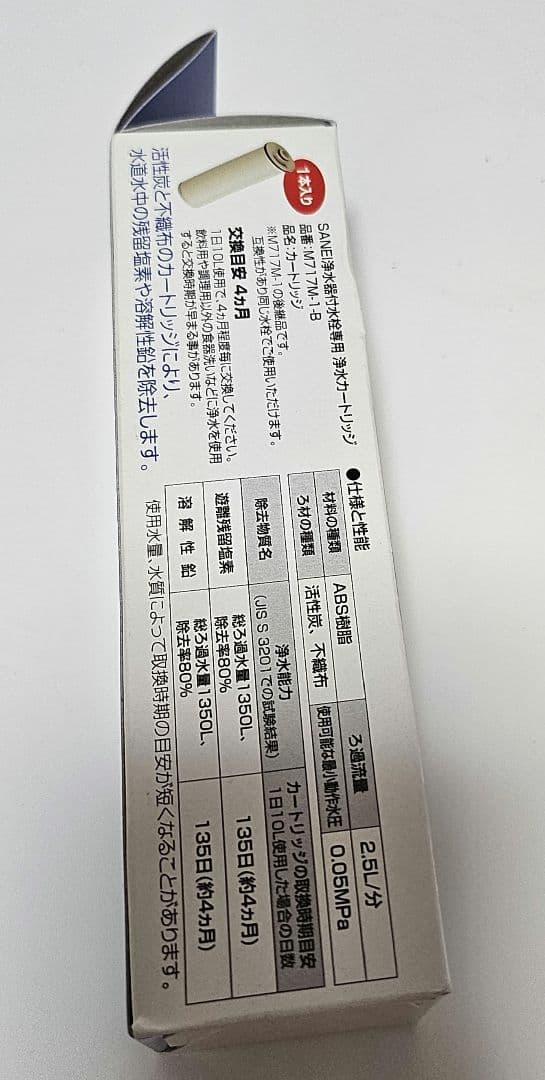 SANEI浄水器付水栓専用 浄水カートリッジ
品番:M717M-1-B
品名:カートリッジ
※M717M-1の後継品です。
互換性があり同じ水栓でご使用いただけます。
1本入り
交換目安 4ヵ月
1日10L使用で、4ヵ月程度毎に交換してください。
飲料用や調理用以外の食器洗いなどに浄水を使用
すると交換時期が早まる事があります。
活性炭と不織布のカートリッジにより、
水道水中の残留塩素や溶解性鉛を除去します。
●仕様と性能
材料の種類 ABS樹脂 ろ過流量 2.5L/分
ろ材の種類 活性炭、不織布 使用可能な最小動作水圧 0.05MPa
除去物質名 浄水能力 カートリッジの取換時期目安
(JIS S 3201での試験結果) 1日10L使用した場合の日数
遊離残留塩素 総ろ過水量1350L、 135日(約4ヵ月)
除去率80%
溶解性鉛 総ろ過水量1350L、 135日(約4ヵ月)
除去率80%
使用水量、水質によって取換時期の目安が短くなることがあります。